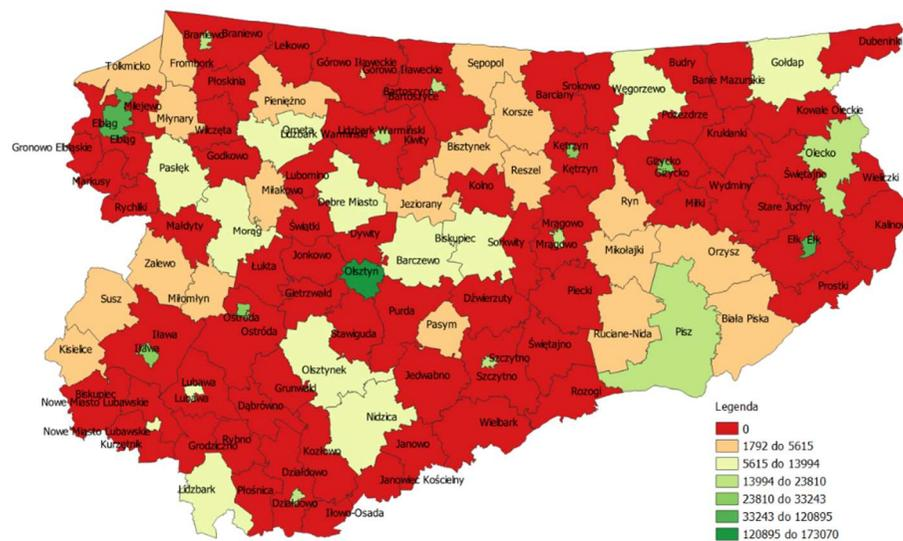 Braniewo Braniewo
Lelkowo
Dubeninki
Tolkmicko
Frombork
Górowo Iławeckie
Górowo Iławeckie
Sępopol
Budry
Gołdap
Płoskinia
Bartoszyce
Bartoszyce
Srokowo
Barciany
Węgorzewo
Banie Mazurskie
Milejewo
Młynary
Pieniężno
Korsze
Pozezdrze
Kowale Oleckie
Elbląg
Elbląg
Wilczęta
Orneta
Lidzbark Warmiński
Lidzbark Warmiński
Kiwity
Kruklanki
Gronowo Elbląskie
Godkowo
Bisztynek
Kętrzyn
Kętrzyn
Giżycko
Giżycko
Olecko
Pasłęk
Lubomino
Reszel
Świętajno
Wieliczki
Markusy
Miłakowo
Kolno
Wydminy
Rychliki
Dobre Miasto
Jeziorany
Ryn
Miłki
Stare Juchy
Małdyty
Morąg
Świątki
Dywity
Biskupiec
Sorkwity
Mrągowo
Mrągowo
Mikołajki
Orzysz
Ełk Ełk
Kalinowo
Zalewo
Łukta
Jonkowo
Olsztyn
Barczewo
Prostki
Susz
Miłomłyn
Gietrzwałd
Dźwierzuty
Piecki
Ostróda
Ostróda
Purda
Pasym
Ruciane-Nida
Pisz
Biała Piska
Kisielice
Iława
Iława
Stawiguda
Szczytno
Szczytno
Świętajno
Olsztynek
Jedwabno
Lubawa
Lubawa
Grunwald
Rozogi
Biskupiec
Nowe Miasto Lubawskie
Dąbrówno
Nidzica
Wielbark
Nowe Miasto Lubawskie
Kurzętnik
Grodziczno
Rybno
Kozłowo
Janowo
Lidzbark
Płośnica
Działdowo
Działdowo
Janowiec Kościelny
Iłowo-Osada
Legenda
0
1792 do 5615
5615 do 13994
13994 do 23810
23810 do 33243
33243 do 120895
120895 do 173070